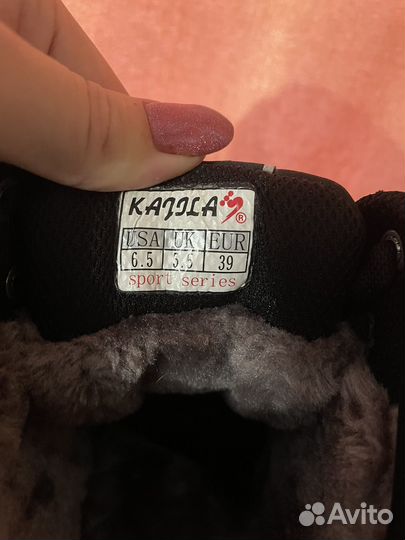 KAJILA ®
USA UK EUR
6.5 5.5 39
sport series
Avito